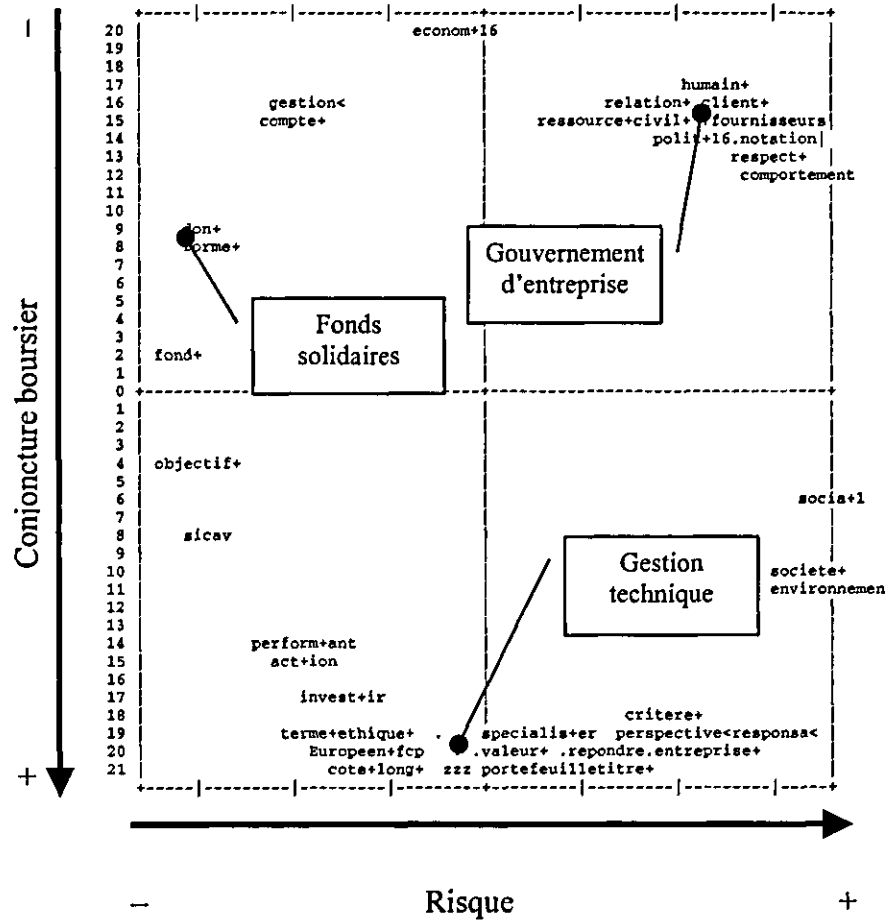 +-----|---------|---------|---------+---------|---------|---------+
20 econom+16
19
18
17 humain+
16 gestion< relation+ client+
15 compte+ ressource+civil+ fournisseurs
14 polit+16.notation|
13 respect+
12 comportement
11
10
9 don+
8
7
6
5
4
3
2 fond+
1
0
1
2
3
4 objectif+
5
6 socia+1
7
8 sicav
9
10 societe+
11 environnemen
12
13
14 perform+ant
15 act+ion
16
17 invest+ir
18 critere+
19 terme+ethique+ . specialis+er perspective<responsa<
20 Europeen+fcp .valeur+ .repondre.entreprise+
21 cote+long+ zzz portefeuilletitre+
Gouvernement
d'entreprise
Fonds
solidaires
Gestion
technique
Conjoncture boursier
+
− Risque +